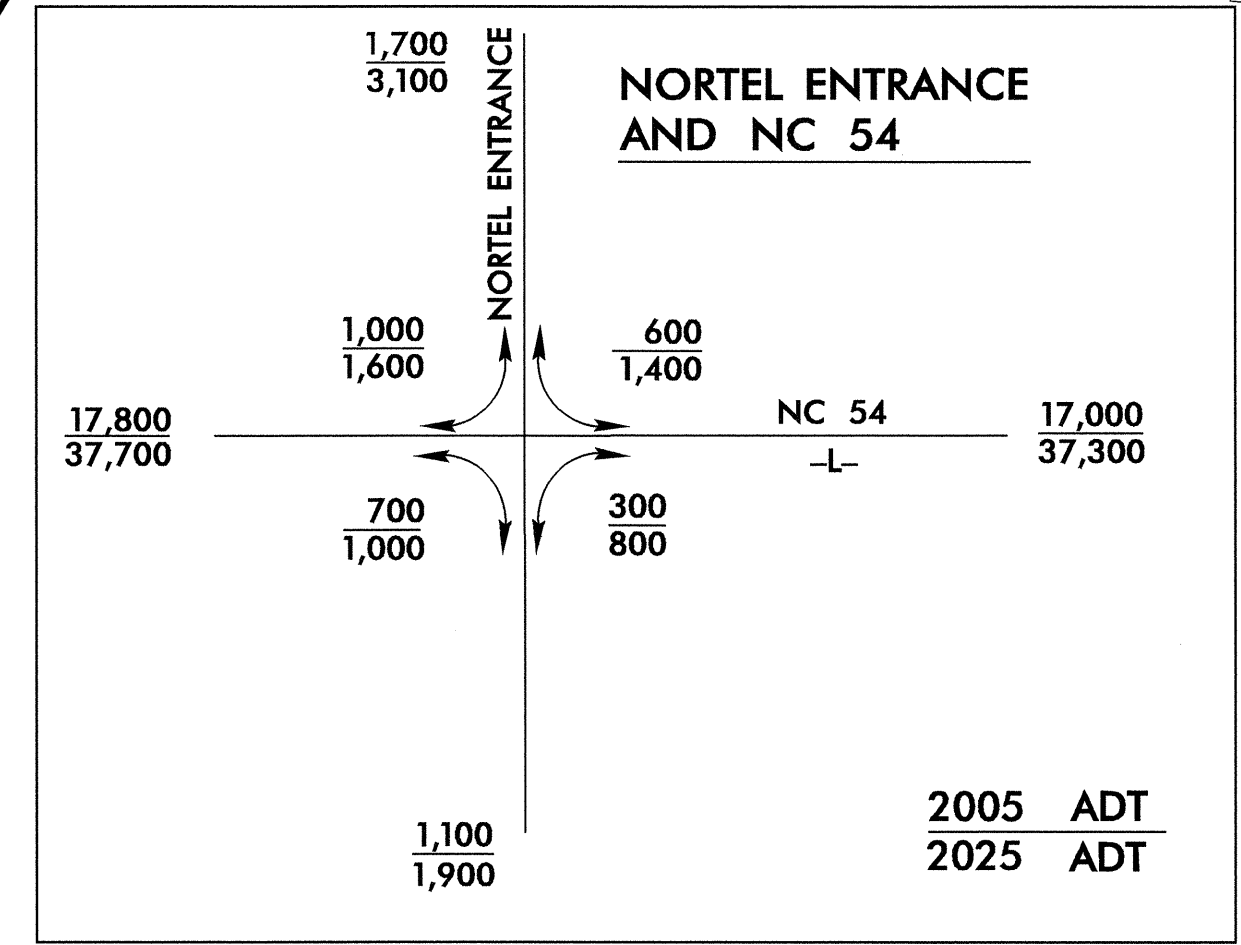 1,700
3,100
NORTEL ENTRANCE
NORTEL ENTRANCE
AND NC 54
1,000
1,600
600
1,400
17,800
37,700
NC 54
-L-
17,000
37,300
700
1,000
300
800
1,100
1,900
2005 ADT
2025 ADT